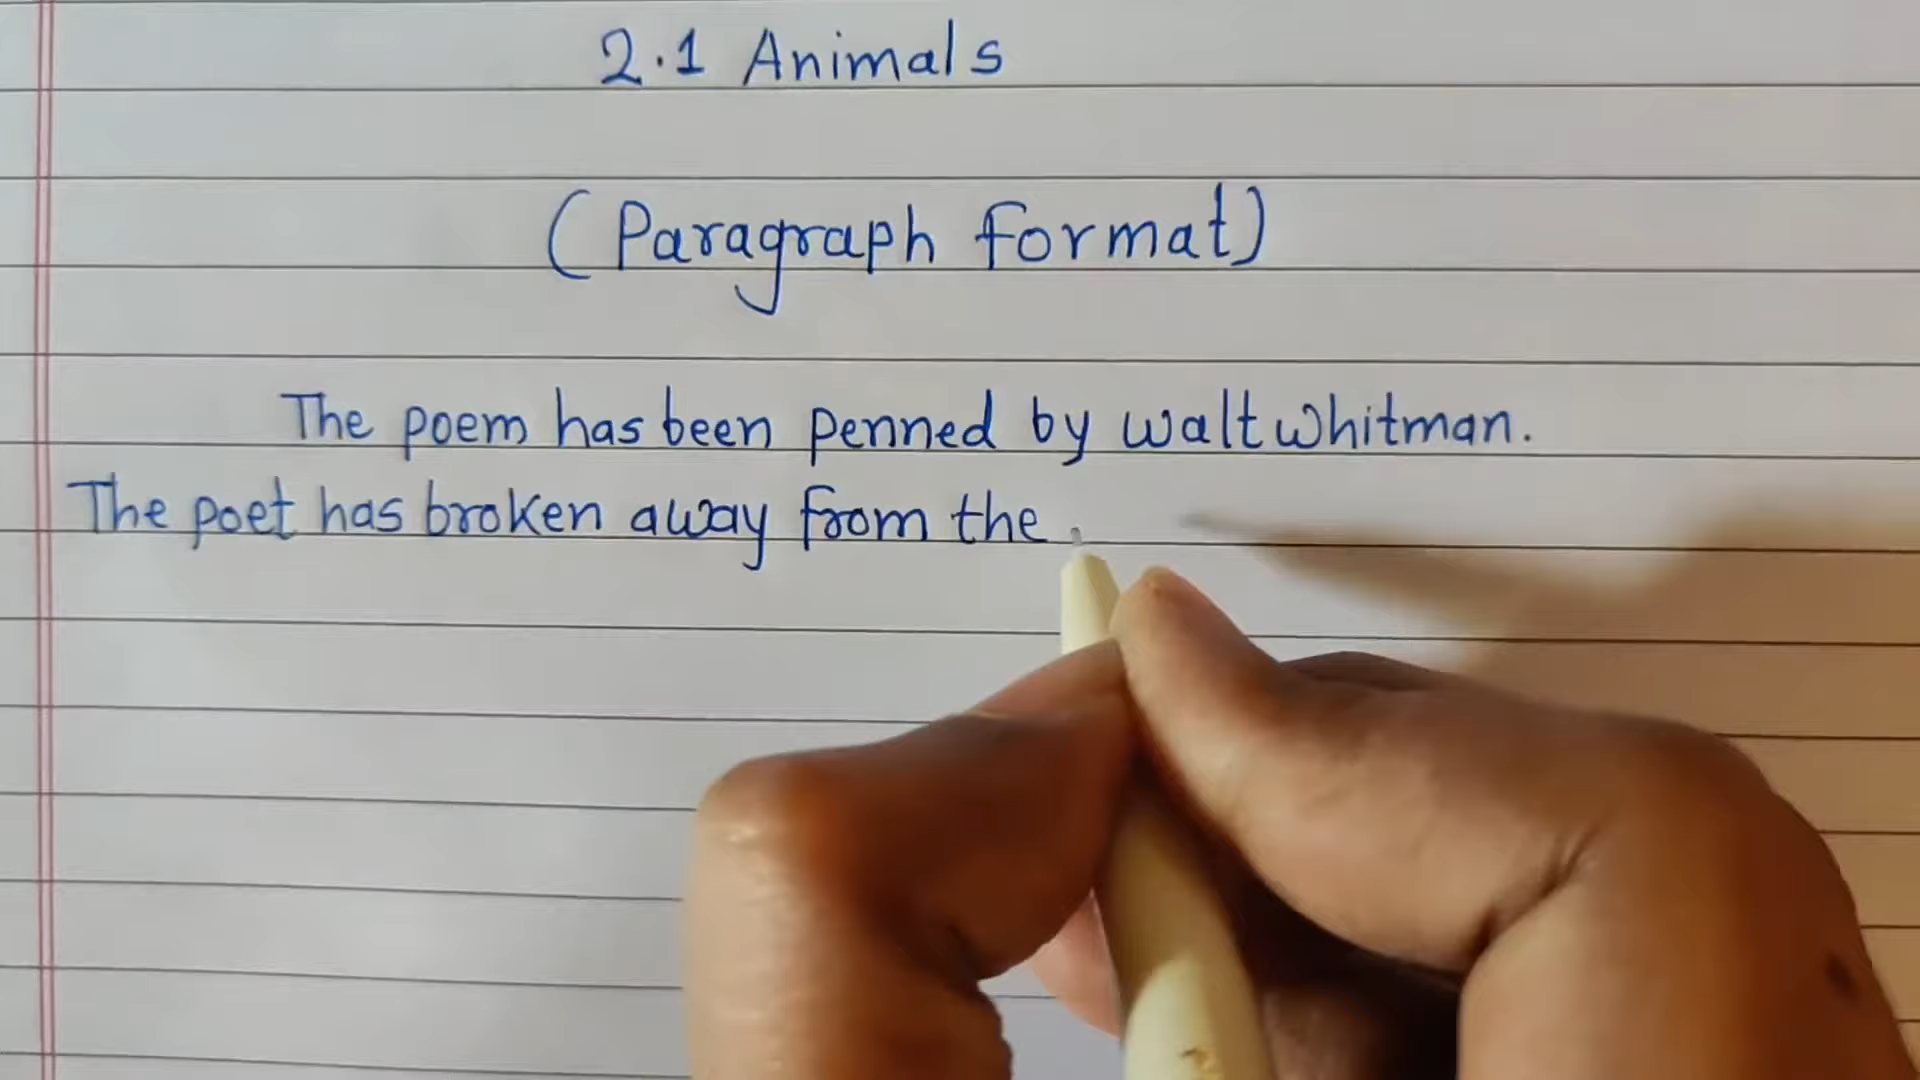 2.1 Animals
(Paragraph format)
The poem has been penned by walt whitman.
The poet has broken away from the